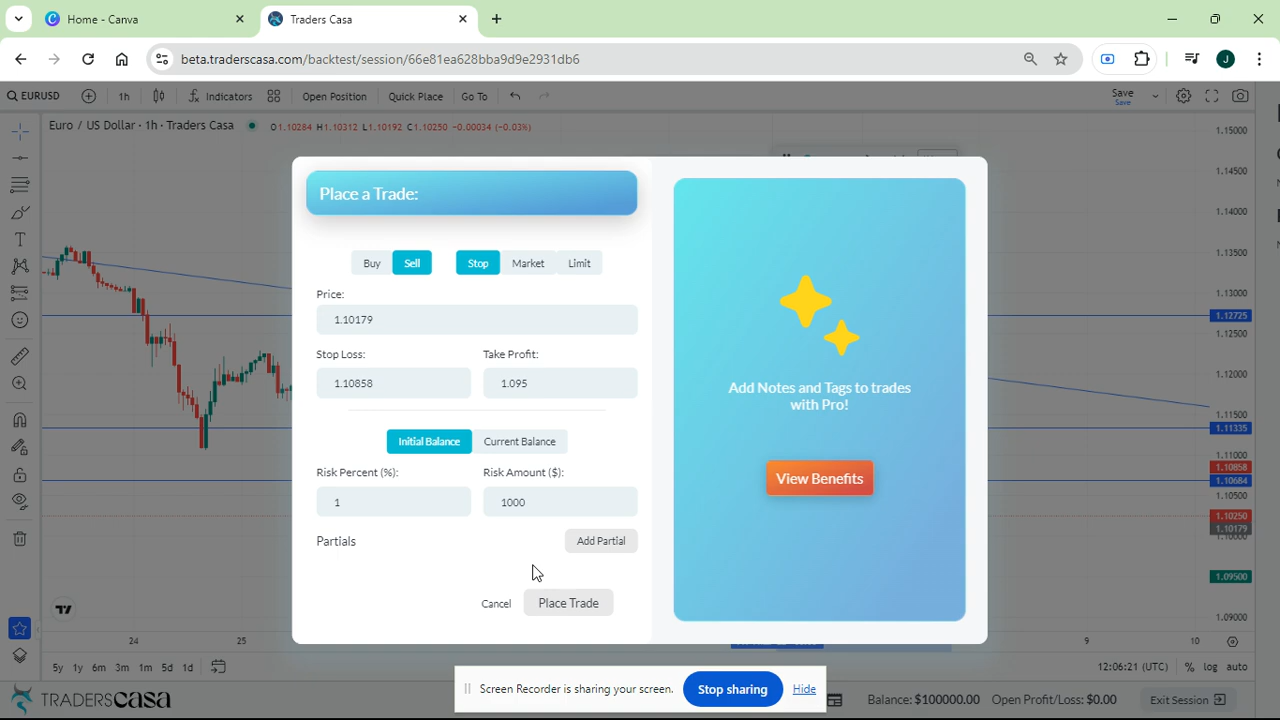 Home - Canva
Traders Casa
beta.traderscasa.com/backtest/session/66e81ea628bba9d9e2931db6
J
EURUSD
1h
Indicators
Open Position
Quick Place
Go To
Save
Save
Euro / US Dollar · 1h · Traders Casa
O1.10284 H1.10312 L1.10192 C1.10250 -0.00034 (-0.03%)
1.15000
1.14500
1.14000
1.13500
1.13000
1.12725
1.12500
1.12000
1.11500
1.11335
1.11000
1.10858
1.10684
1.10500
1.10250
1.10179
1.10000
1.09500
1.09000
Place a Trade:
Buy
Sell
Stop
Market
Limit
Price:
1.10179
Stop Loss:
Take Profit:
1.10858
1.095
Initial Balance
Current Balance
Risk Percent (%):
Risk Amount ($):
1
1000
Partials
Add Partial
Cancel
Place Trade
Add Notes and Tags to trades
with Pro!
View Benefits
24
25
9
10
5y 1y 6m 3m 1m 5d 1d
12:06:21 (UTC)
% log auto
Screen Recorder is sharing your screen.
Stop sharing
Hide
TRADERSCASA
Balance: $100000.00
Open Profit/Loss: $0.00
Exit Session